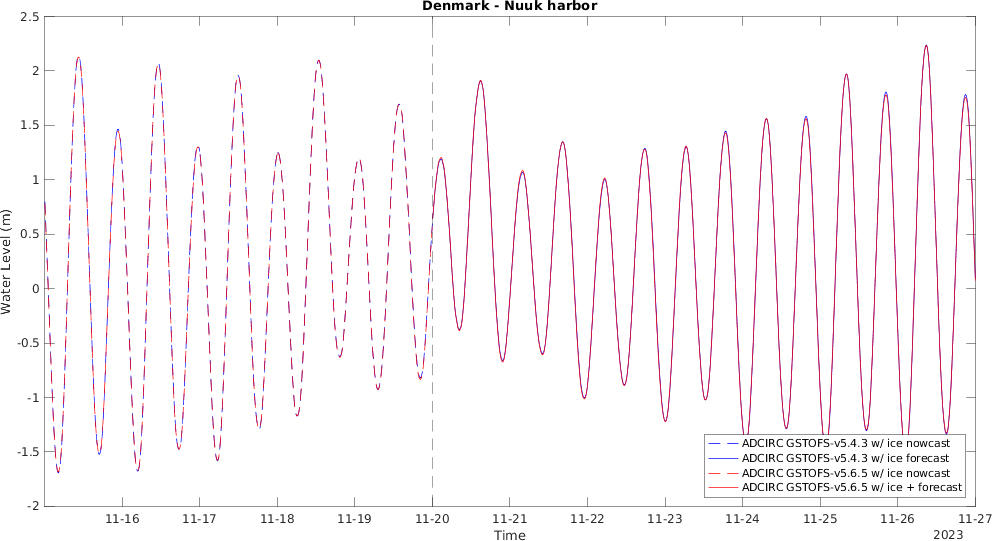 Denmark - Nuuk harbor
2.5
2
1.5
1
0.5
0
-0.5
-1
-1.5
-2
Water Level (m)
ADCIRC GSTOFS-v5.4.3 w/ ice nowcast
ADCIRC GSTOFS-v5.4.3 w/ ice forecast
ADCIRC GSTOFS-v5.6.5 w/ ice nowcast
ADCIRC GSTOFS-v5.6.5 w/ ice + forecast
11-16 11-17 11-18 11-19 11-20 11-21 11-22 11-23 11-24 11-25 11-26 11-27
Time
2023